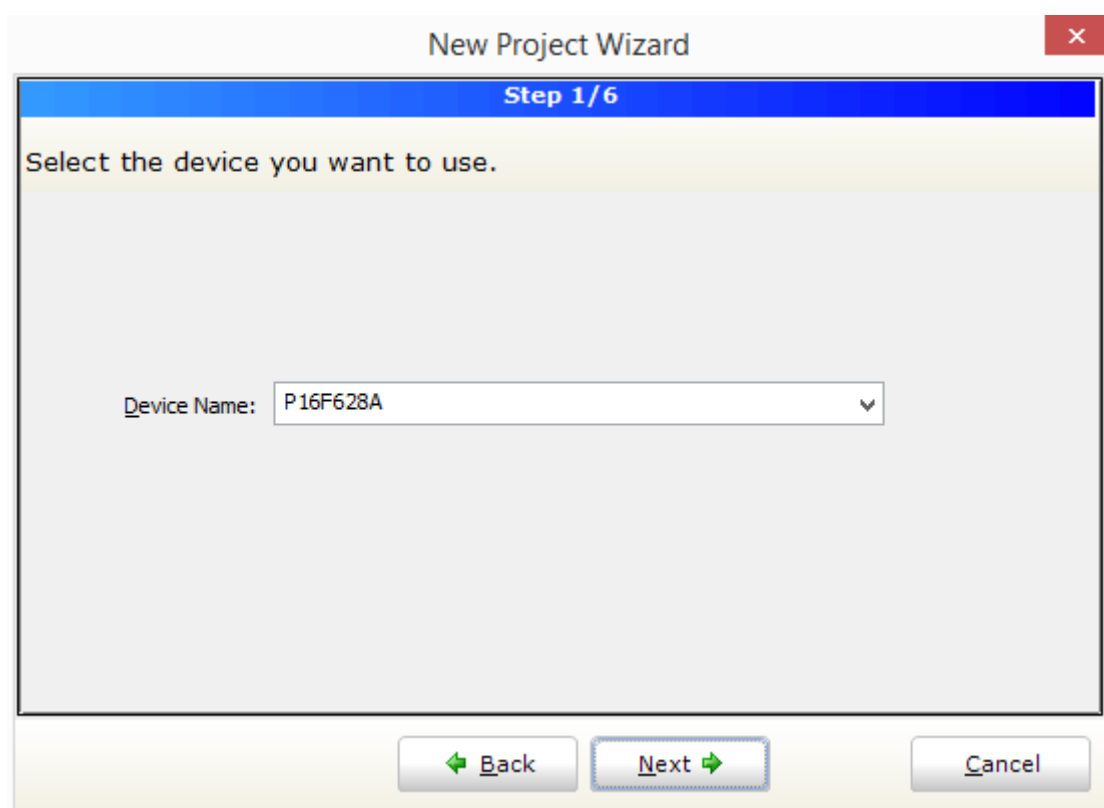 New Project Wizard
Step 1/6
Select the device you want to use.
Device Name: P16F628A
Back Next Cancel